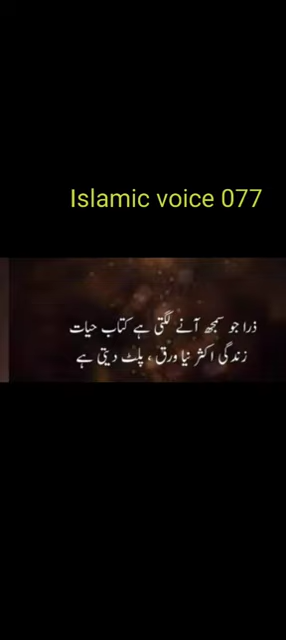 Islamic voice 077
ذرا جو سمجھ آنے لگتی ہے کتاب حیات
زندگی اکثر نیا ورق ، پلٹ دیتی ہے